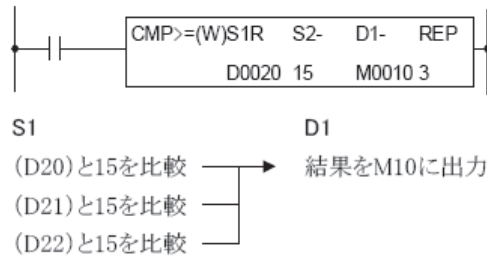 CMP>=(W)S1R S2- D1- REP
D0020 15 M0010 3
S1 D1
(D20)と15を比較 結果をM10に出力
(D21)と15を比較
(D22)と15を比較